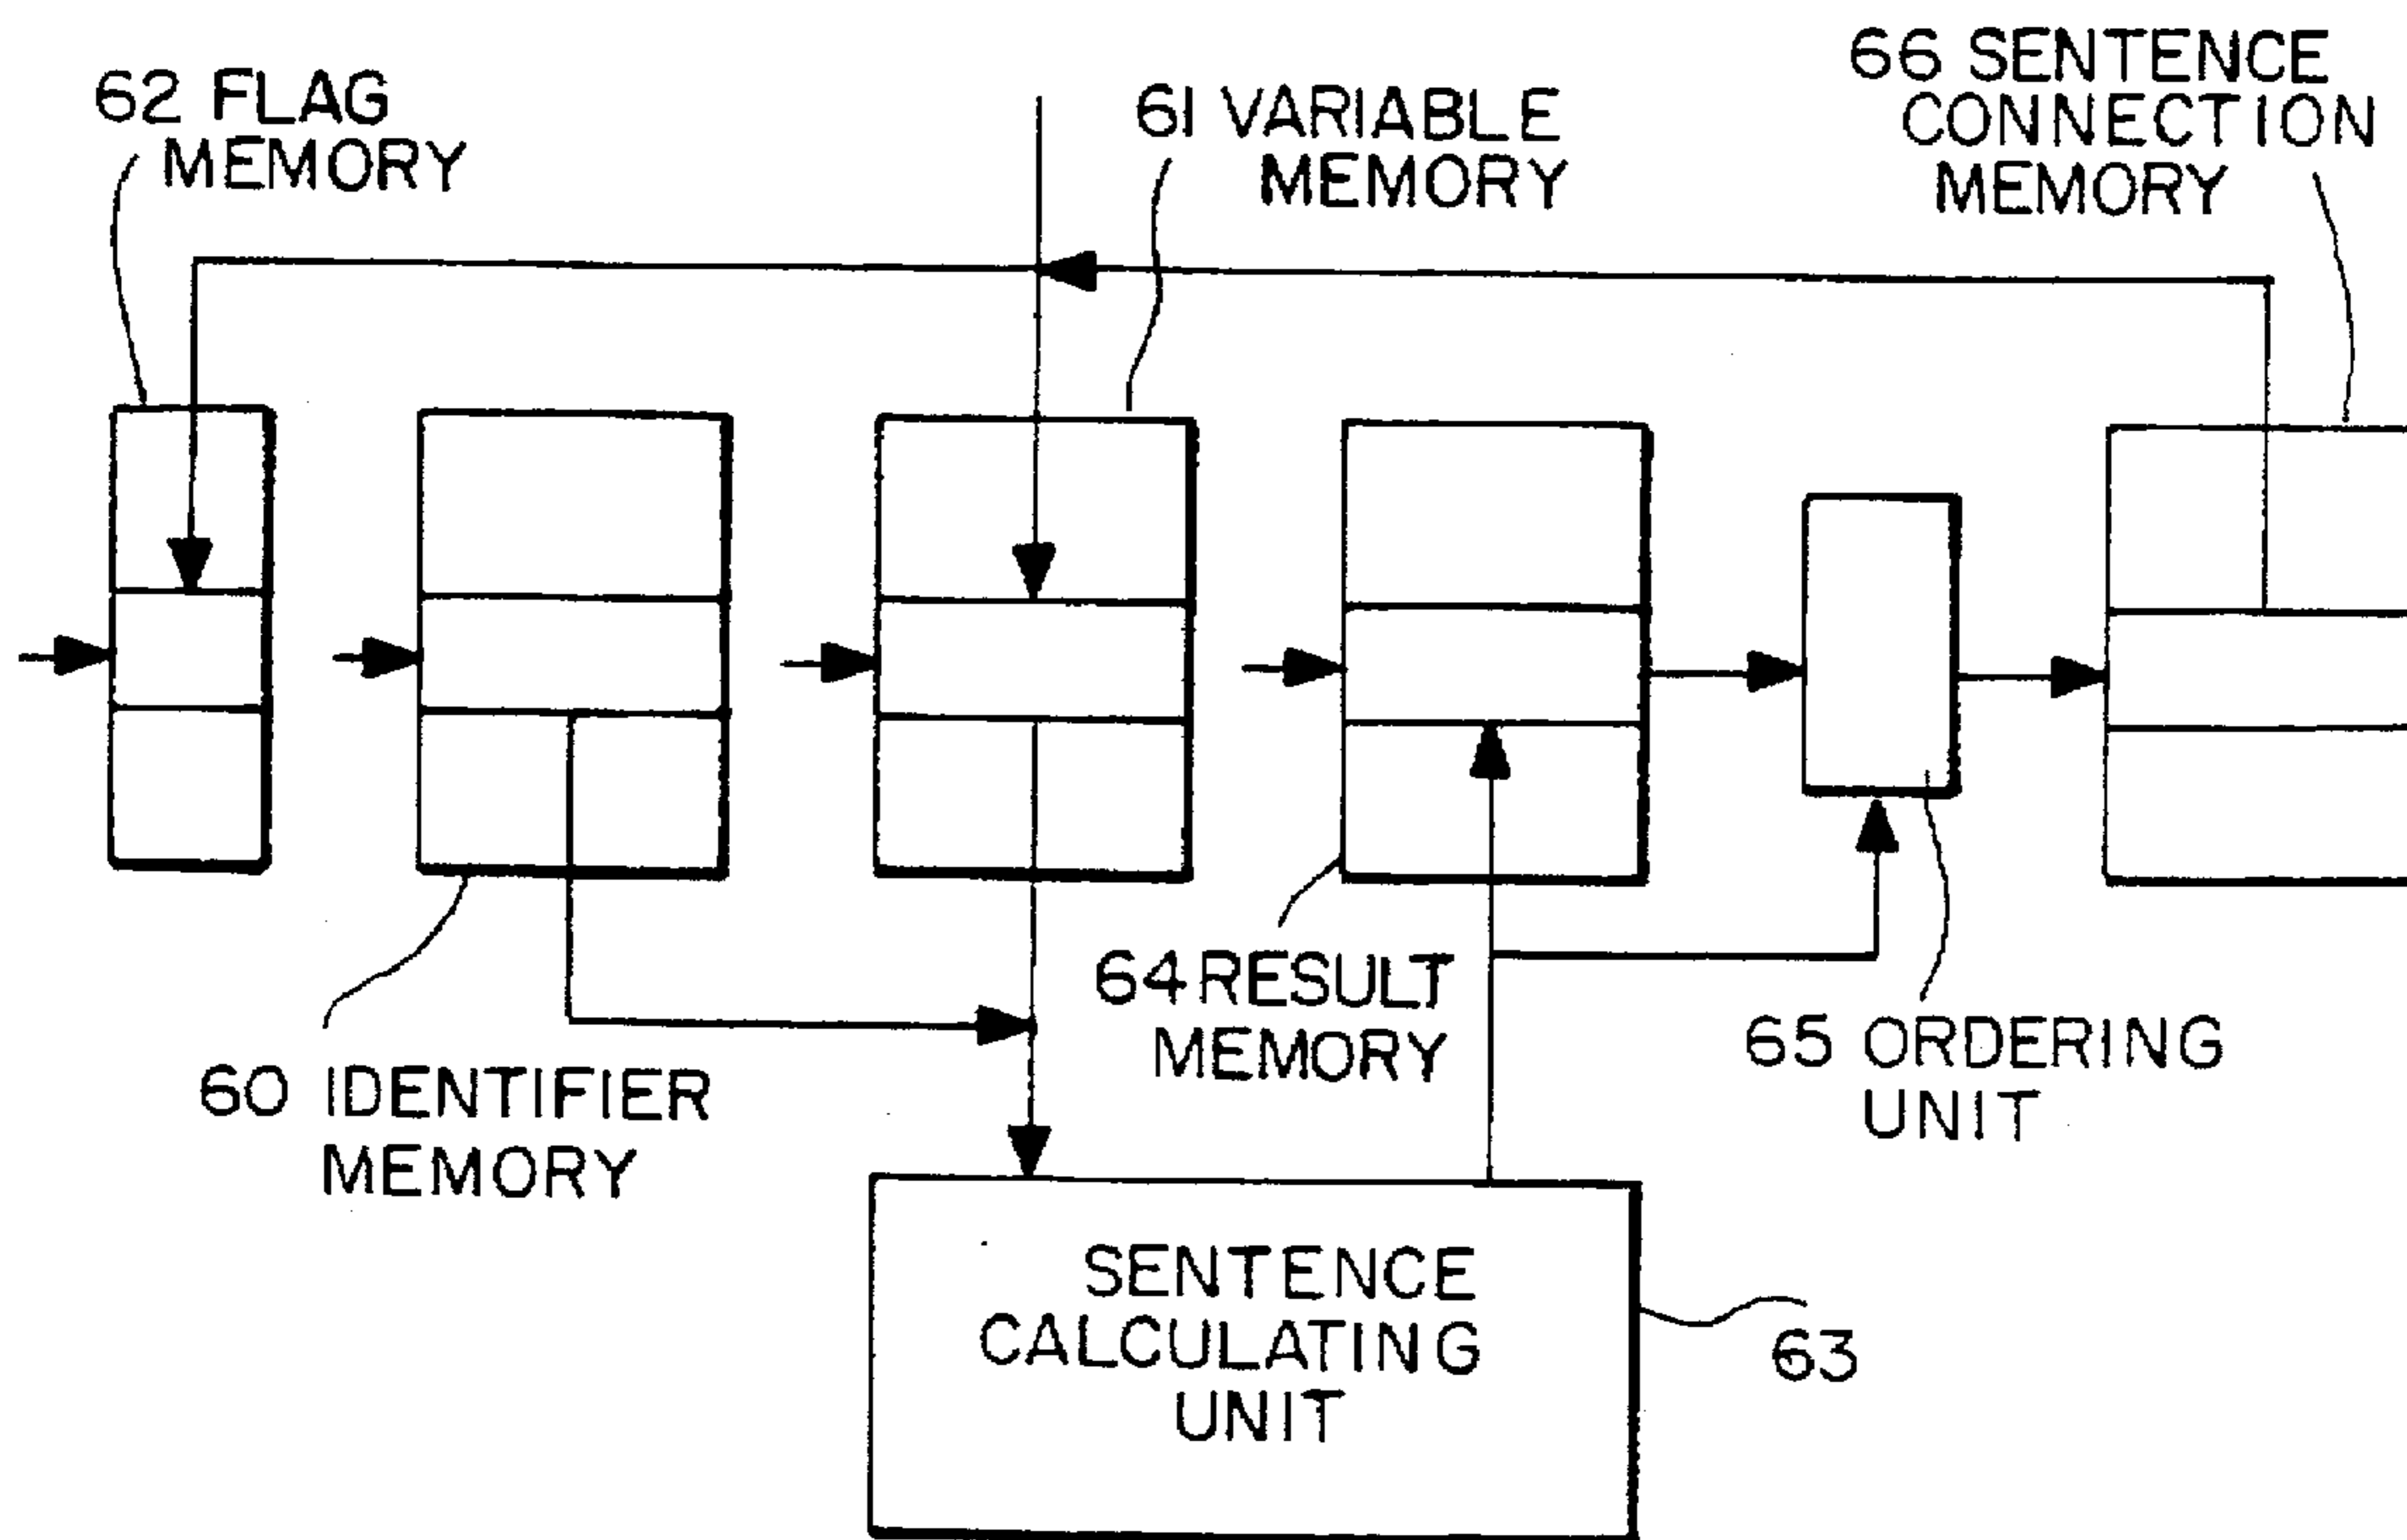 62 FLAG
MEMORY
61 VARIABLE
MEMORY
66 SENTENCE
CONNECTION
MEMORY
60 IDENTIFIER
MEMORY
64 RESULT
MEMORY
65 ORDERING
UNIT
SENTENCE
CALCULATING
UNIT
63